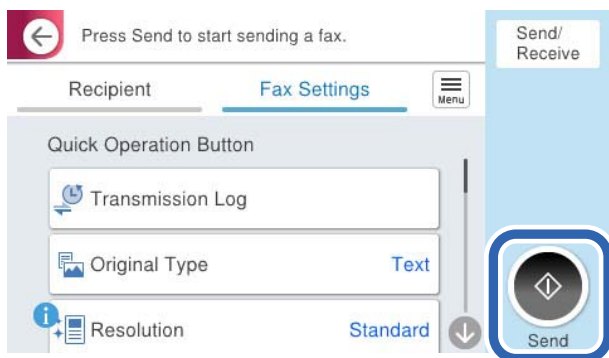 Press Send to start sending a fax.
Send/
Receive
Recipient
Fax Settings
Menu
Quick Operation Button
Transmission Log
Original Type
Text
i
Resolution
Standard
Send